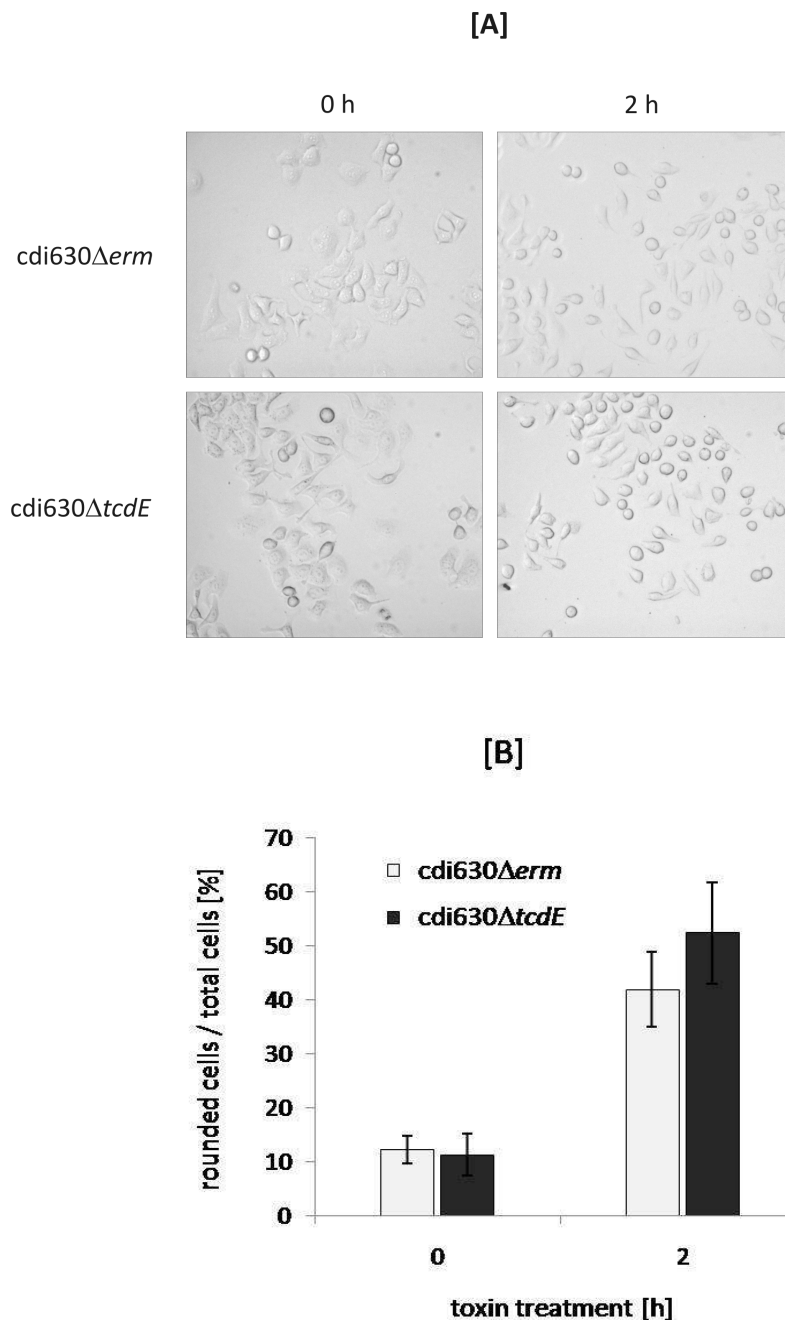 [A]
0 h
2 h
cdi630Δerm
cdi630ΔtcdE
[B]
70
60
50
40
30
20
10
0
rounded cells / total cells [%]
cdi630Δerm
cdi630ΔtcdE
0
2
toxin treatment [h]